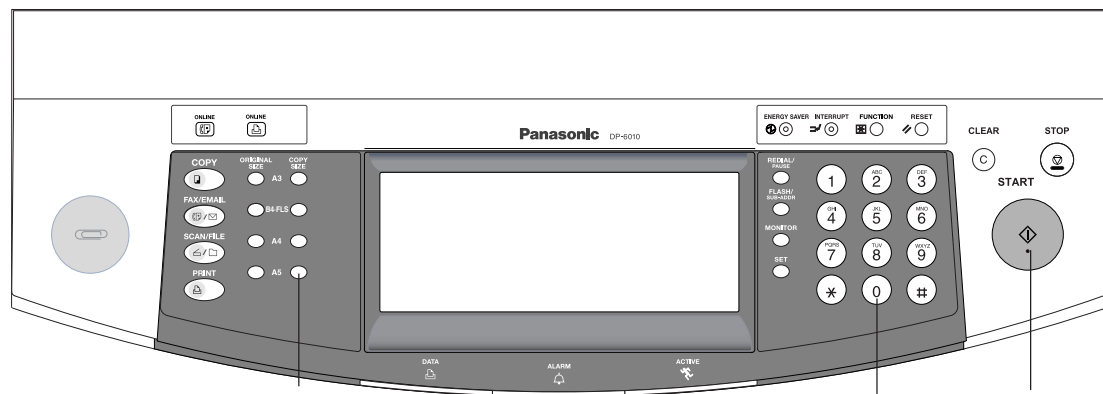 ONLINE ONLINE
Panasonic DP-6010
ENERGY SAVER INTERRUPT FUNCTION RESET
CLEAR STOP
C
START
COPY
FAX/EMAIL
SCAN/FILE
PRINT
ORIGINAL SIZE
COPY SIZE
A3
B4-FLS
A4
A5
REDIAL/
PAUSE
FLASH/
SUB-ADDR
MONITOR
SET
1 ABC 2 DEF 3
GHI 4 JKL 5 MNO 6
PQRS 7 TUV 8 WXYZ 9
* 0 #
DATA
ALARM
ACTIVE